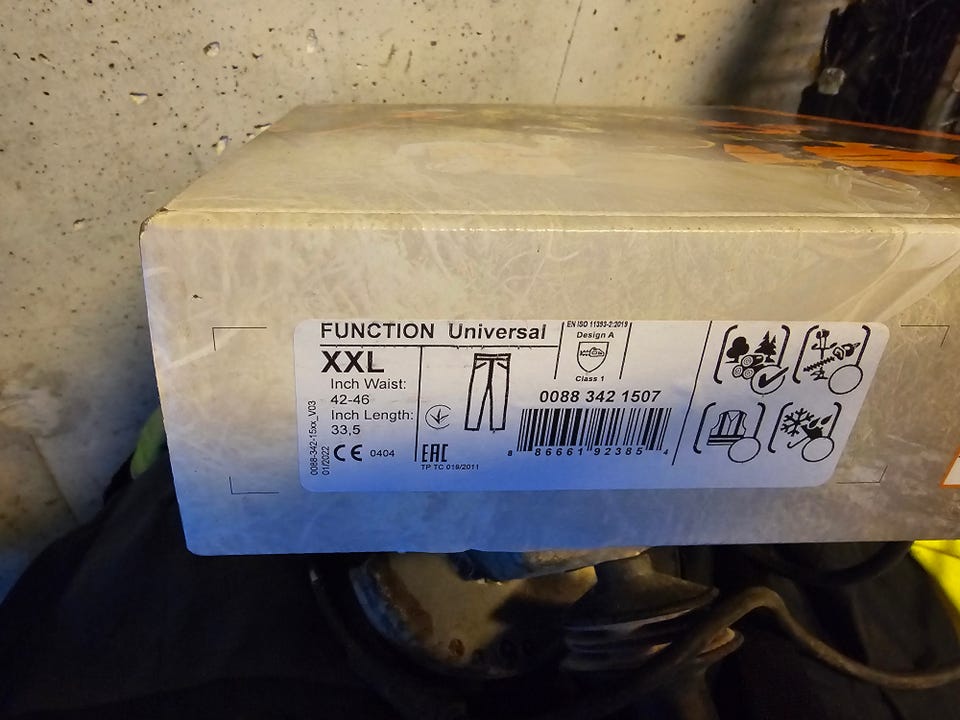 FUNCTION Universal
XXL
Inch Waist:
42-46
Inch Length:
33,5
CE 0404
EAC
TP TC 019/2011
0088-342-15xx_V03
01/2022
EN ISO 11393-2:2019
Design A
Class 1
0088 342 1507
8 86661 92385 4